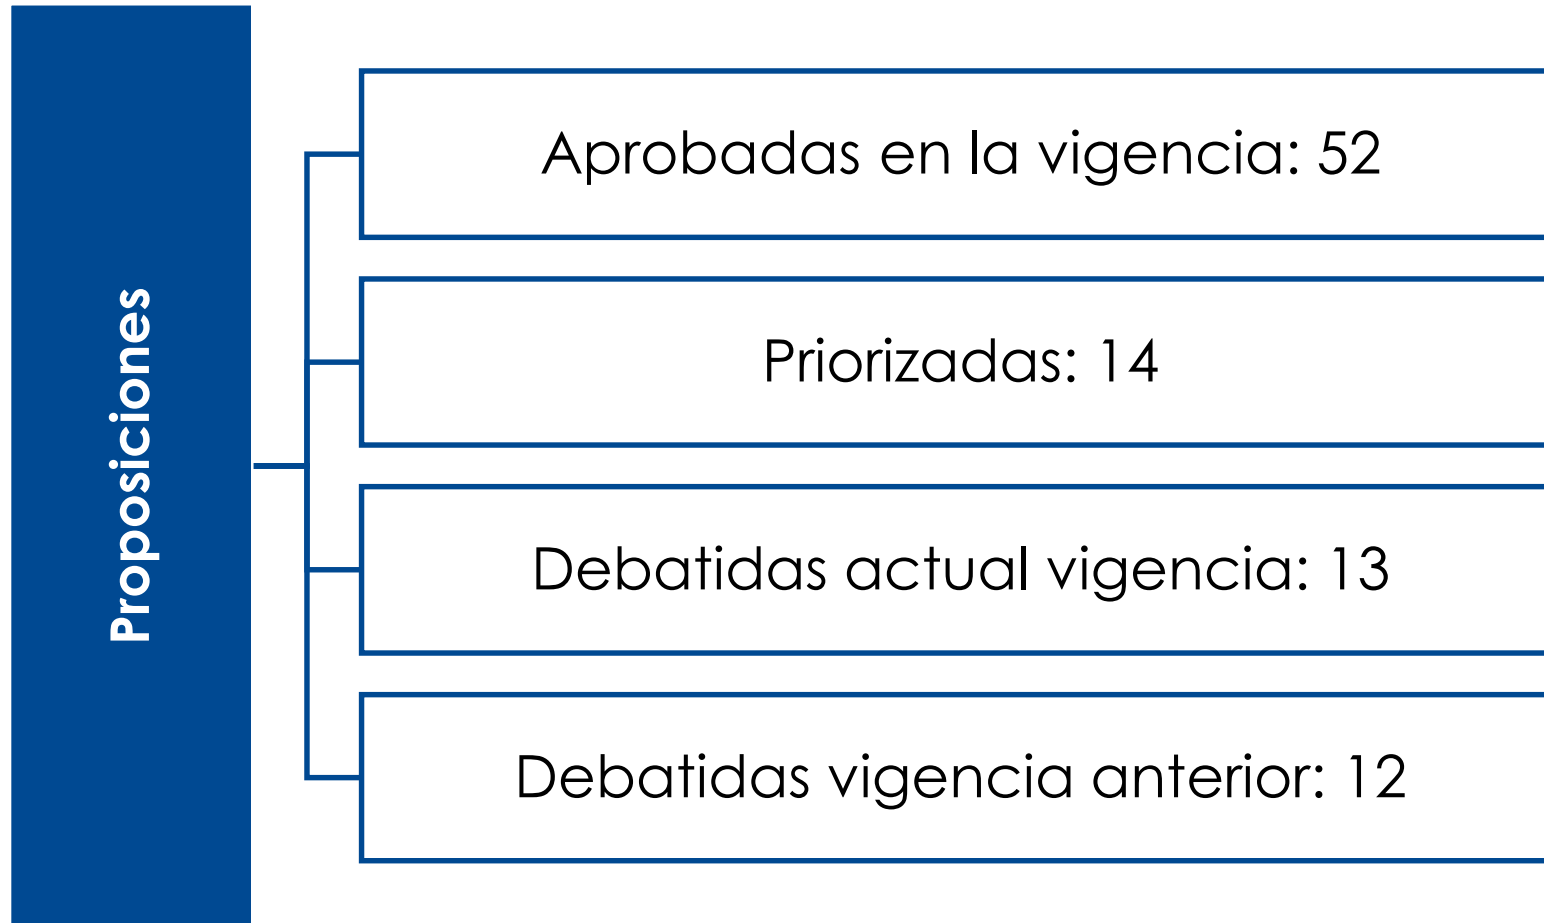 Proposiciones
Aprobadas en la vigencia: 52
Priorizadas: 14
Debatidas actual vigencia: 13
Debatidas vigencia anterior: 12